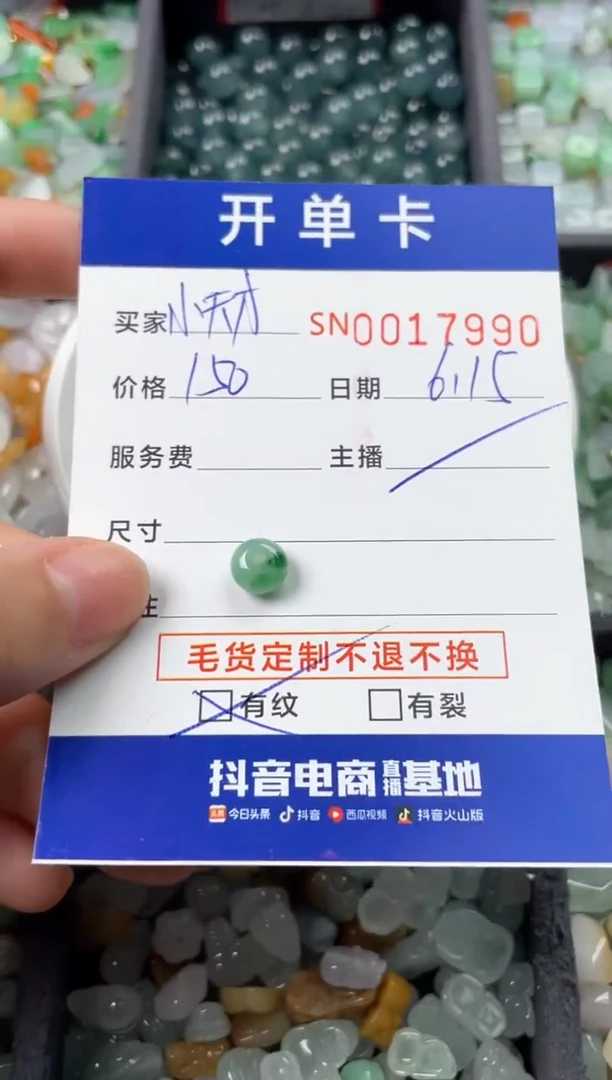 开单卡
买家 小天才 SN0017990
价格 150 日期 6.15
服务费 主播
尺寸
注
毛货定制不退不换
有纹 有裂
抖音电商直播基地
头条 今日头条 抖音 西瓜视频 抖音火山版